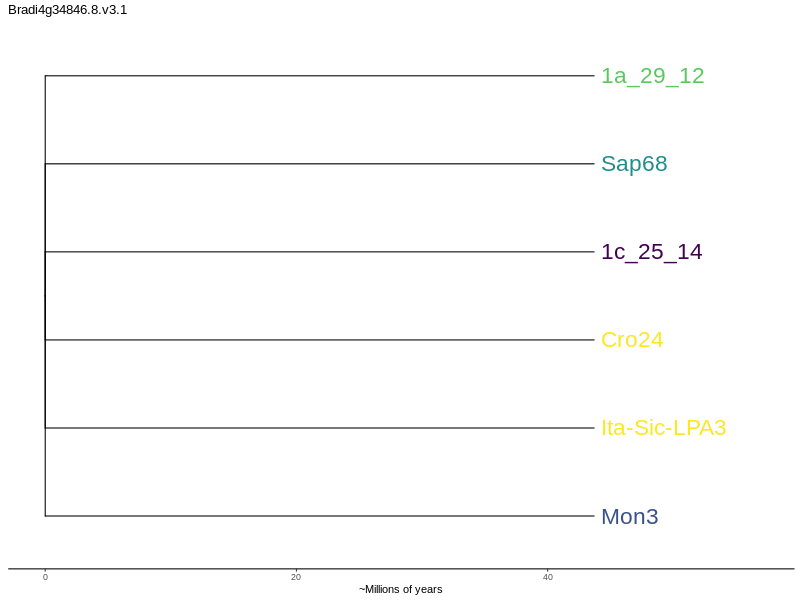 Bradi4g34846.8.v3.1
1a_29_12
Sap68
1c_25_14
Cro24
Ita-Sic-LPA3
Mon3
0 20 40
~Millions of years